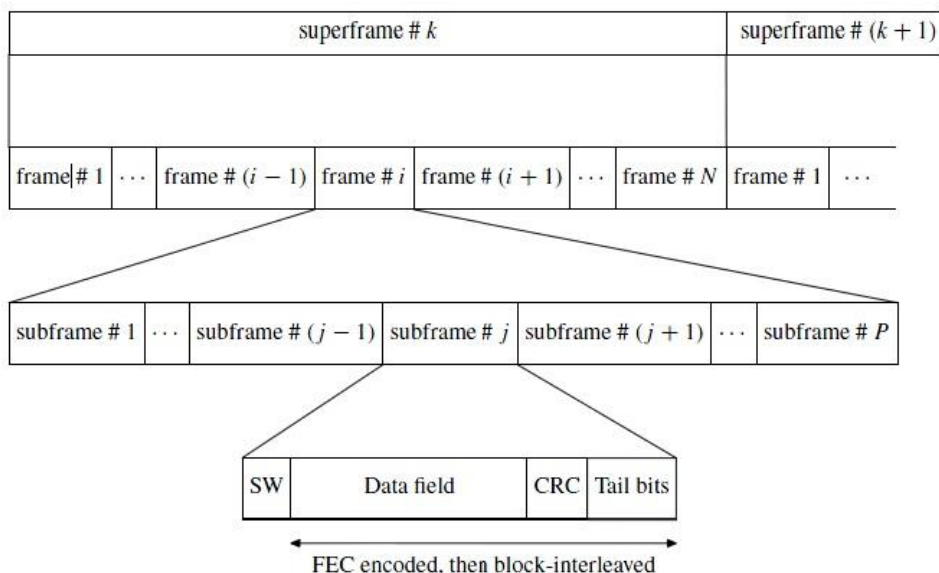 superframe # k superframe # (k + 1)
frame # 1 ··· frame # (i − 1) frame # i frame # (i + 1) ··· frame # N frame # 1 ···
subframe # 1 ··· subframe # (j − 1) subframe # j subframe # (j + 1) ··· subframe # P
SW Data field CRC Tail bits
FEC encoded, then block-interleaved